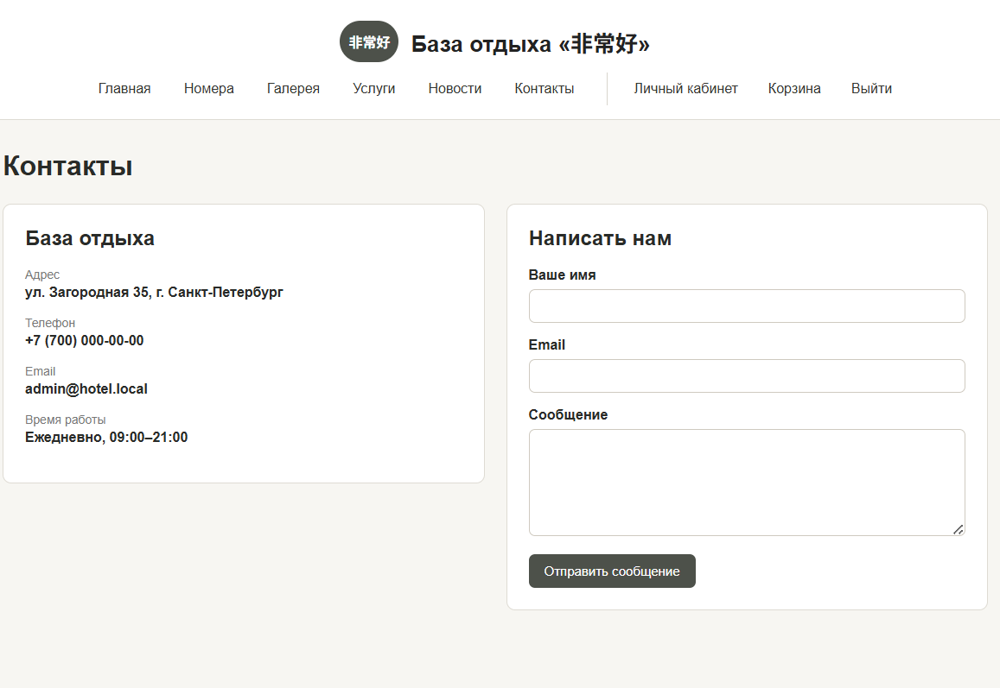 非常好
База отдыха «非常好»
Главная Номера Галерея Услуги Новости Контакты Личный кабинет Корзина Выйти
Контакты
База отдыха
Адрес
ул. Загородная 35, г. Санкт-Петербург
Телефон
+7 (700) 000-00-00
Email
admin@hotel.local
Время работы
Ежедневно, 09:00–21:00
Написать нам
Ваше имя
Email
Сообщение
Отправить сообщение